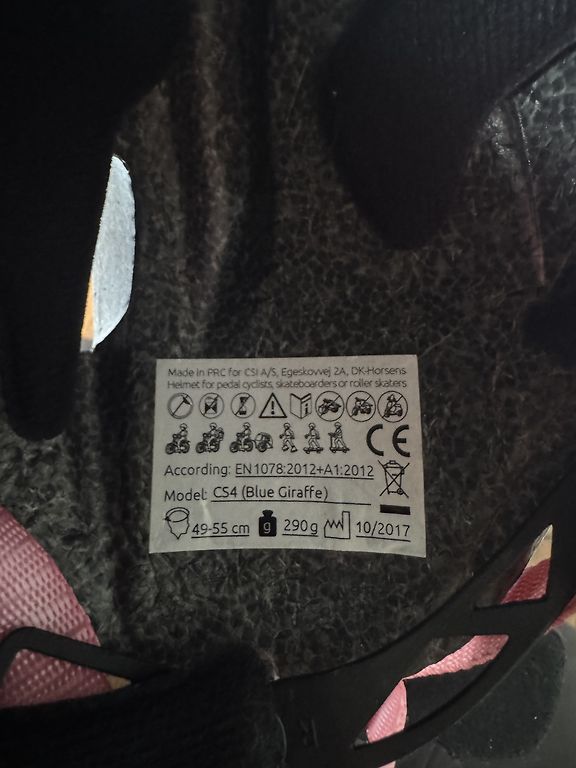 Made in PRC for CSI A/S, Egeskovvej 2A, DK-Horsens
Helmet for pedal cyclists, skateboarders or roller skaters
CE
According: EN1078:2012+A1:2012
Model: CS4 (Blue Giraffe)
49-55 cm g 290g 10/2017
R